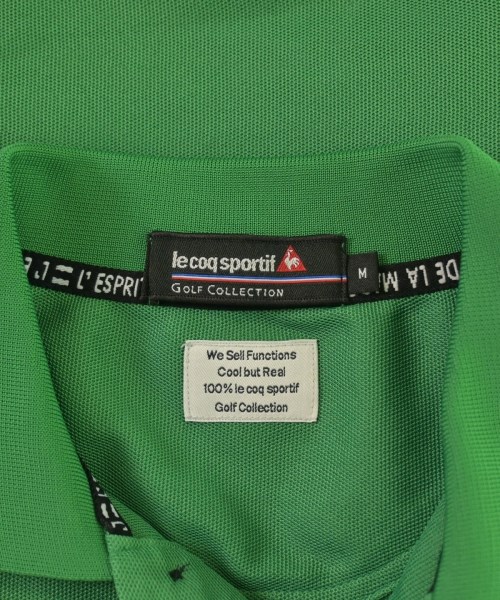 le coq sportif
GOLF COLLECTION
M
L' ESPRI
DE LA M
We Sell Functions
Cool but Real
100% le coq sportif
Golf Collection